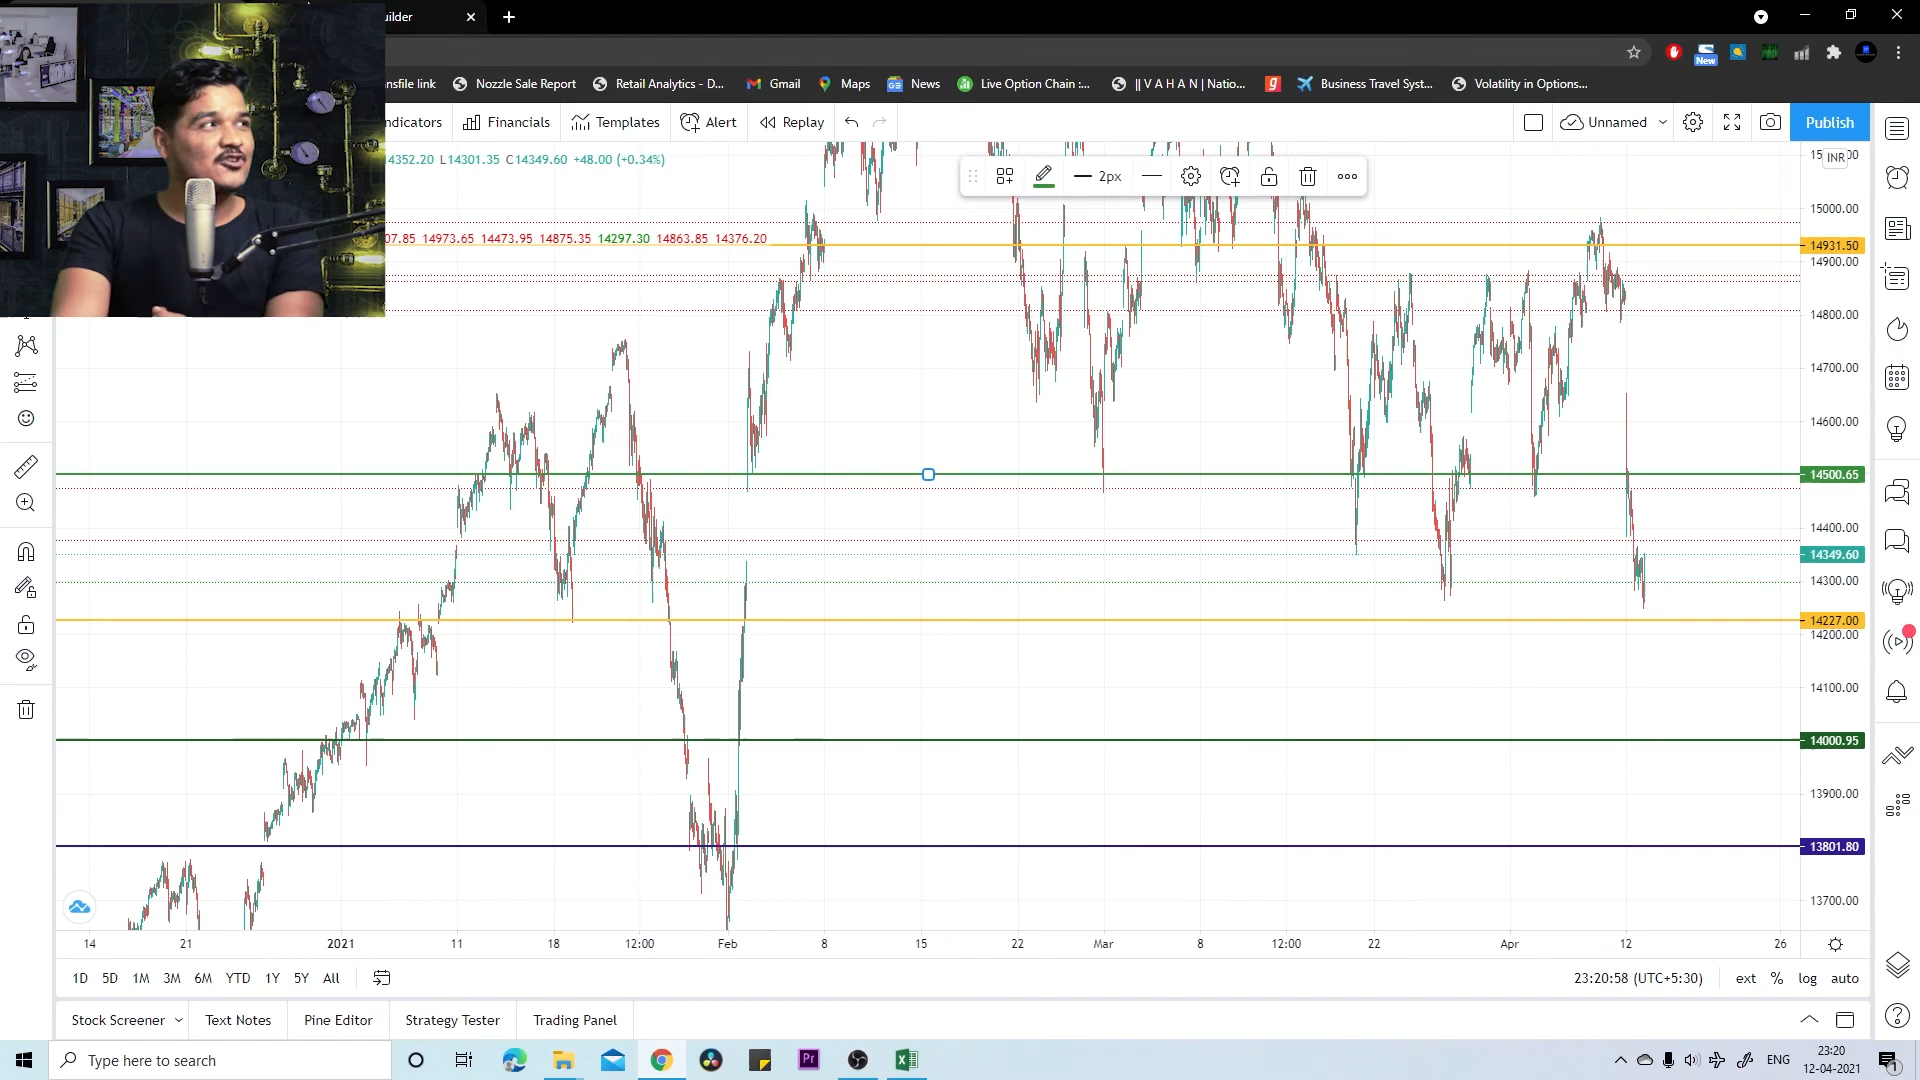 uilder
New
nsfile link Nozzle Sale Report Retail Analytics - D... Gmail Maps News Live Option Chain :... || V A H A N | Natio... Business Travel Syst... Volatility in Options...
ndicators Financials Templates Alert Replay Unnamed Publish
4352.20 L14301.35 C14349.60 +48.00 (+0.34%)
INR
2px
15000.00
07.85 14973.65 14473.95 14875.35 14297.30 14863.85 14376.20
14931.50
14900.00
14800.00
14700.00
14600.00
14500.65
14400.00
14349.60
14300.00
14227.00
14200.00
14100.00
14000.95
13900.00
13801.80
13700.00
14 21 2021 11 18 12:00 Feb 8 15 22 Mar 8 12:00 22 Apr 12 26
1D 5D 1M 3M 6M YTD 1Y 5Y All 23:20:58 (UTC+5:30) ext % log auto
Stock Screener Text Notes Pine Editor Strategy Tester Trading Panel
Type here to search Pr ENG 23:20
12-04-2021 1